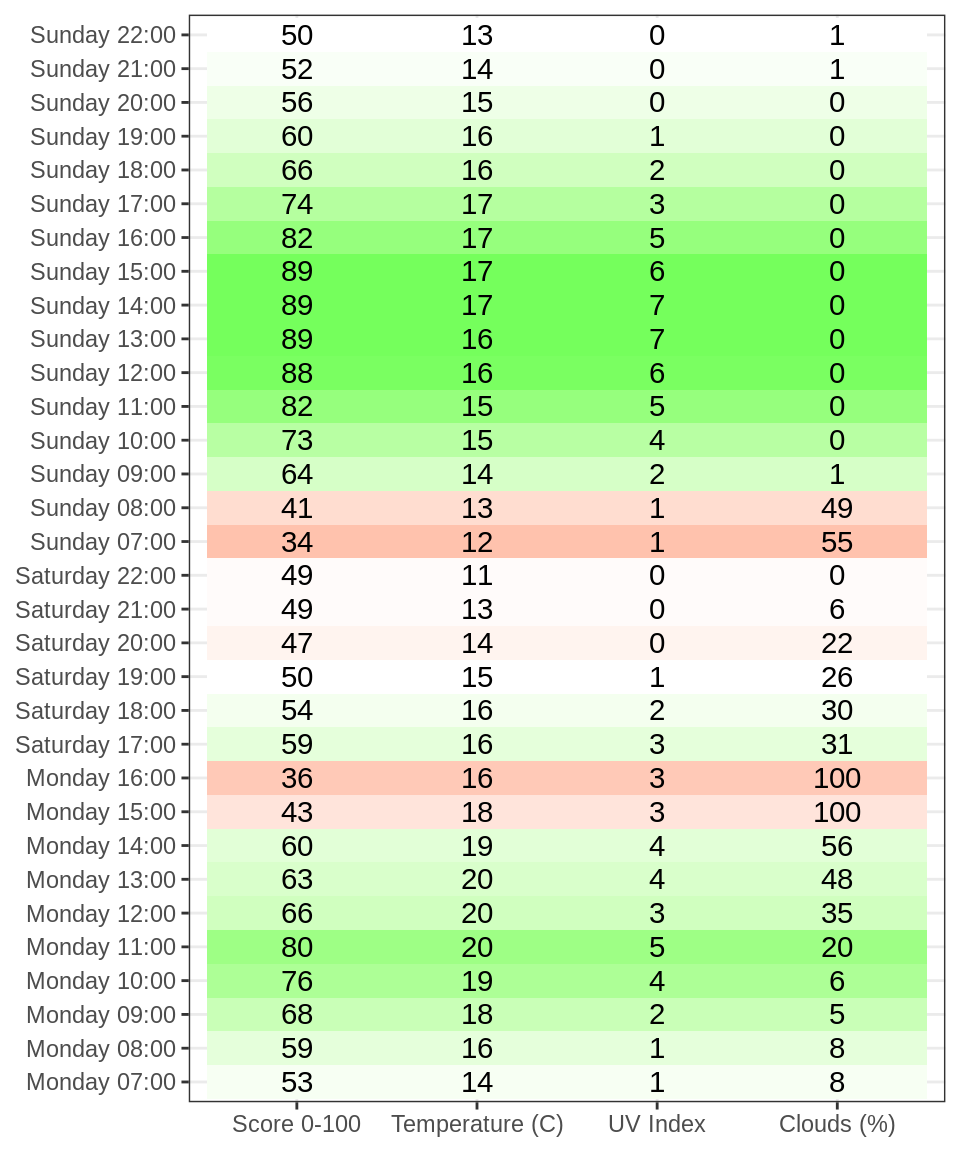 Sunday 22:00 50 13 0 1
Sunday 21:00 52 14 0 1
Sunday 20:00 56 15 0 0
Sunday 19:00 60 16 1 0
Sunday 18:00 66 16 2 0
Sunday 17:00 74 17 3 0
Sunday 16:00 82 17 5 0
Sunday 15:00 89 17 6 0
Sunday 14:00 89 17 7 0
Sunday 13:00 89 16 7 0
Sunday 12:00 88 16 6 0
Sunday 11:00 82 15 5 0
Sunday 10:00 73 15 4 0
Sunday 09:00 64 14 2 1
Sunday 08:00 41 13 1 49
Sunday 07:00 34 12 1 55
Saturday 22:00 49 11 0 0
Saturday 21:00 49 13 0 6
Saturday 20:00 47 14 0 22
Saturday 19:00 50 15 1 26
Saturday 18:00 54 16 2 30
Saturday 17:00 59 16 3 31
Monday 16:00 36 16 3 100
Monday 15:00 43 18 3 100
Monday 14:00 60 19 4 56
Monday 13:00 63 20 4 48
Monday 12:00 66 20 3 35
Monday 11:00 80 20 5 20
Monday 10:00 76 19 4 6
Monday 09:00 68 18 2 5
Monday 08:00 59 16 1 8
Monday 07:00 53 14 1 8
Score 0-100 Temperature (C) UV Index Clouds (%)